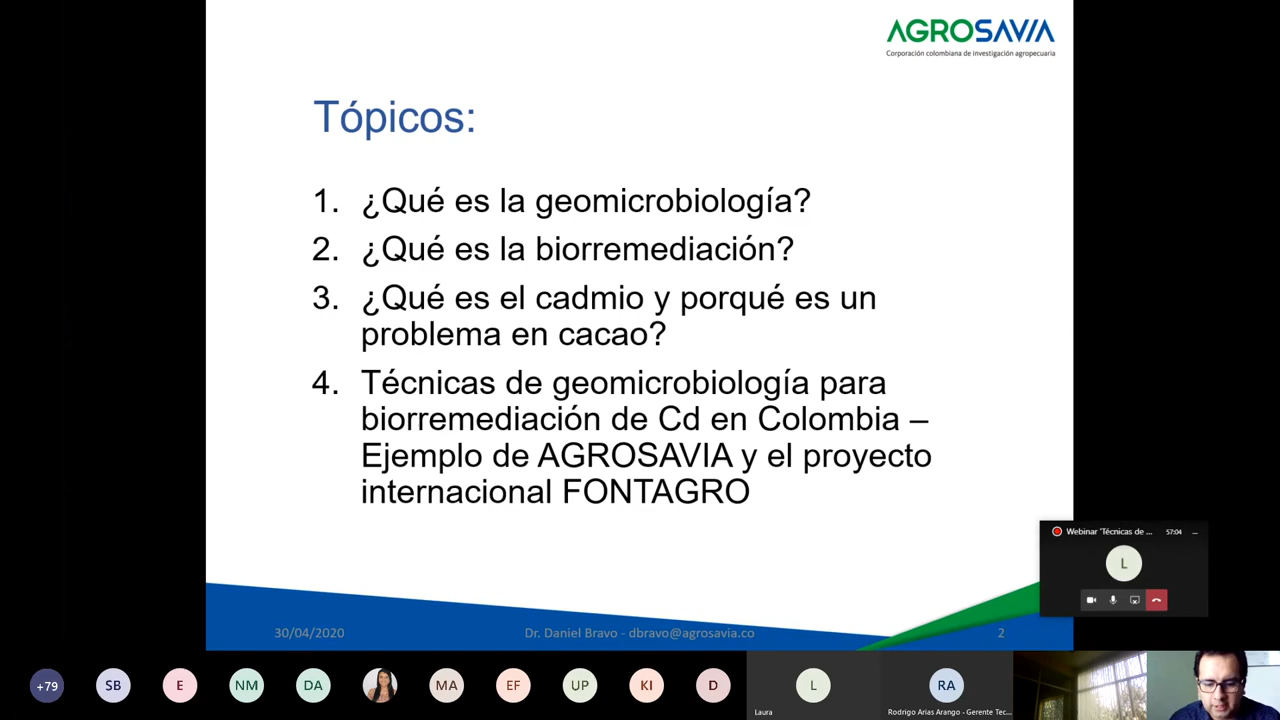 AGROSAVIA
Corporación colombiana de investigación agropecuaria
Tópicos:
1. ¿Qué es la geomicrobiología?
2. ¿Qué es la biorremediación?
3. ¿Qué es el cadmio y porqué es un
problema en cacao?
4. Técnicas de geomicrobiología para
biorremediación de Cd en Colombia –
Ejemplo de AGROSAVIA y el proyecto
internacional FONTAGRO
Webinar 'Técnicas de ... 57:04 ...
L
30/04/2020
Dr. Daniel Bravo - dbravo@agrosavia.co
2
+79
SB
E
NM
DA
MA
EF
UP
KI
D
L
RA
Laura
Rodrigo Arias Arango - Gerente Tec...